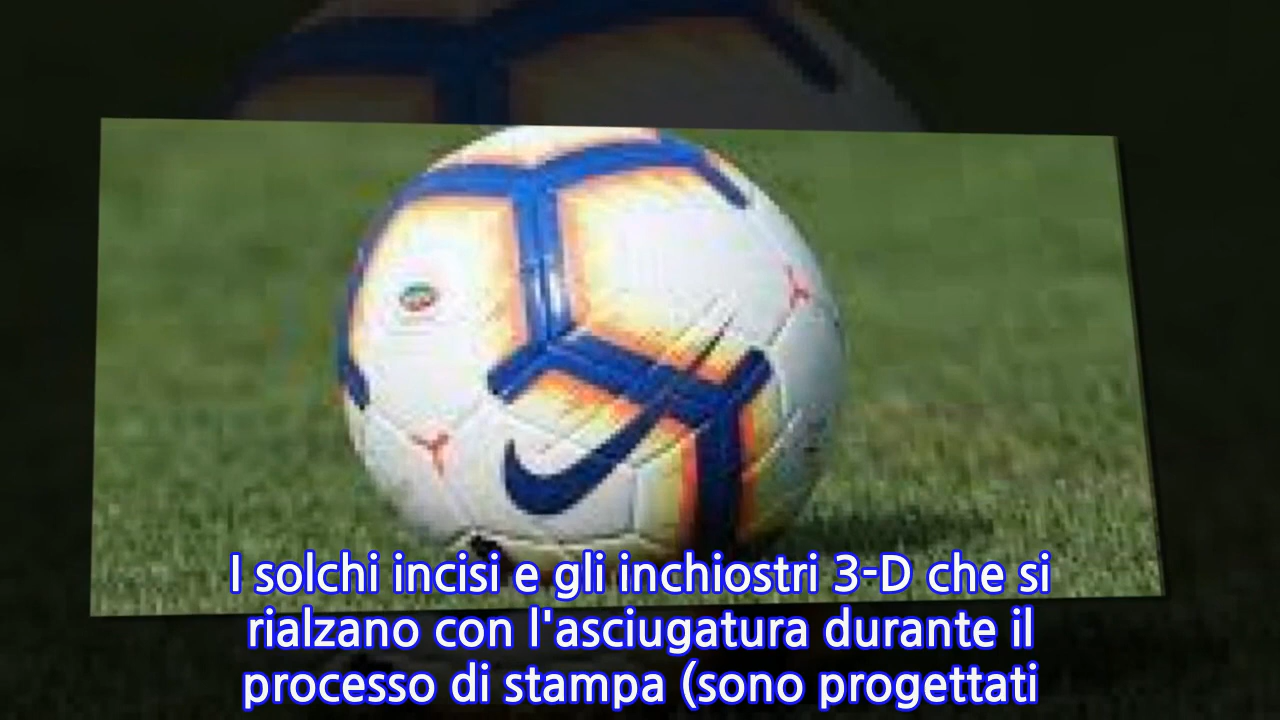 I solchi incisi e gli inchiostri 3-D che si
rialzano con l'asciugatura durante il
processo di stampa (sono progettati